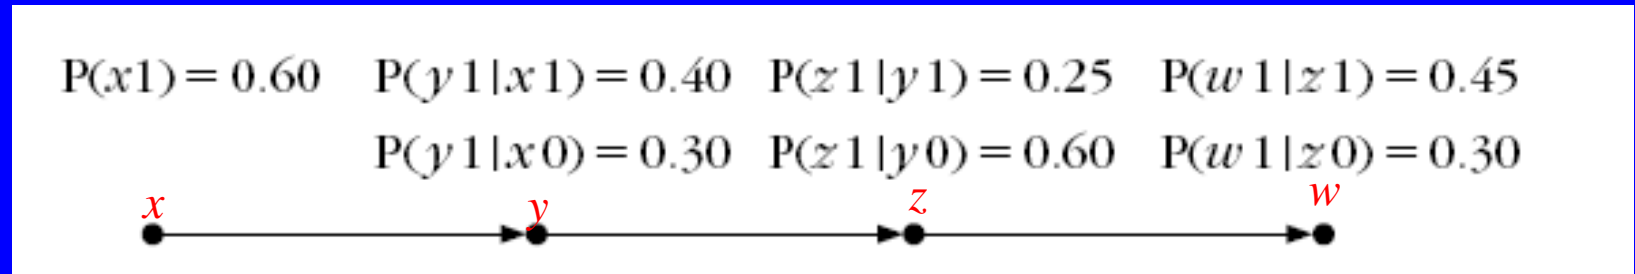 P(x1) = 0.60 P(y1|x1) = 0.40 P(z1|y1) = 0.25 P(w1|z1) = 0.45
P(y1|x0) = 0.30 P(z1|y0) = 0.60 P(w1|z0) = 0.30
x y z w